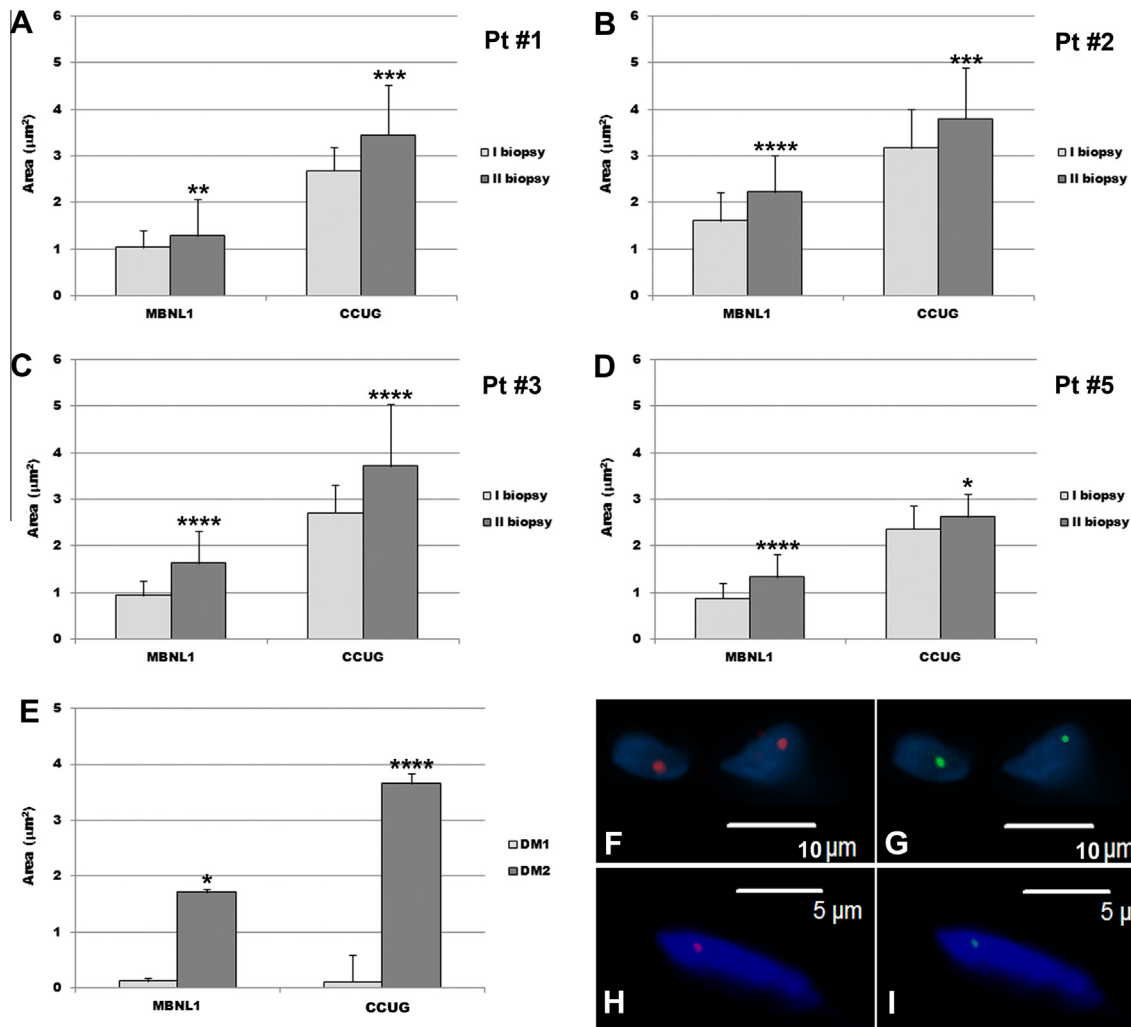 A
Pt #1
6
5
4
3
2
1
0
Area (µm²)
**
***
MBNL1
CCUG
I biopsy
II biopsy
B
Pt #2
6
5
4
3
2
1
0
Area (µm²)
****
***
MBNL1
CCUG
I biopsy
II biopsy
C
Pt #3
6
5
4
3
2
1
0
Area (µm²)
****
****
MBNL1
CCUG
I biopsy
II biopsy
D
Pt #5
6
5
4
3
2
1
0
Area (µm²)
****
*
MBNL1
CCUG
I biopsy
II biopsy
E
5
4
3
2
1
0
Area (µm²)
*
****
MBNL1
CCUG
DM1
DM2
F
10 µm
G
10 µm
H
5 µm
I
5 µ